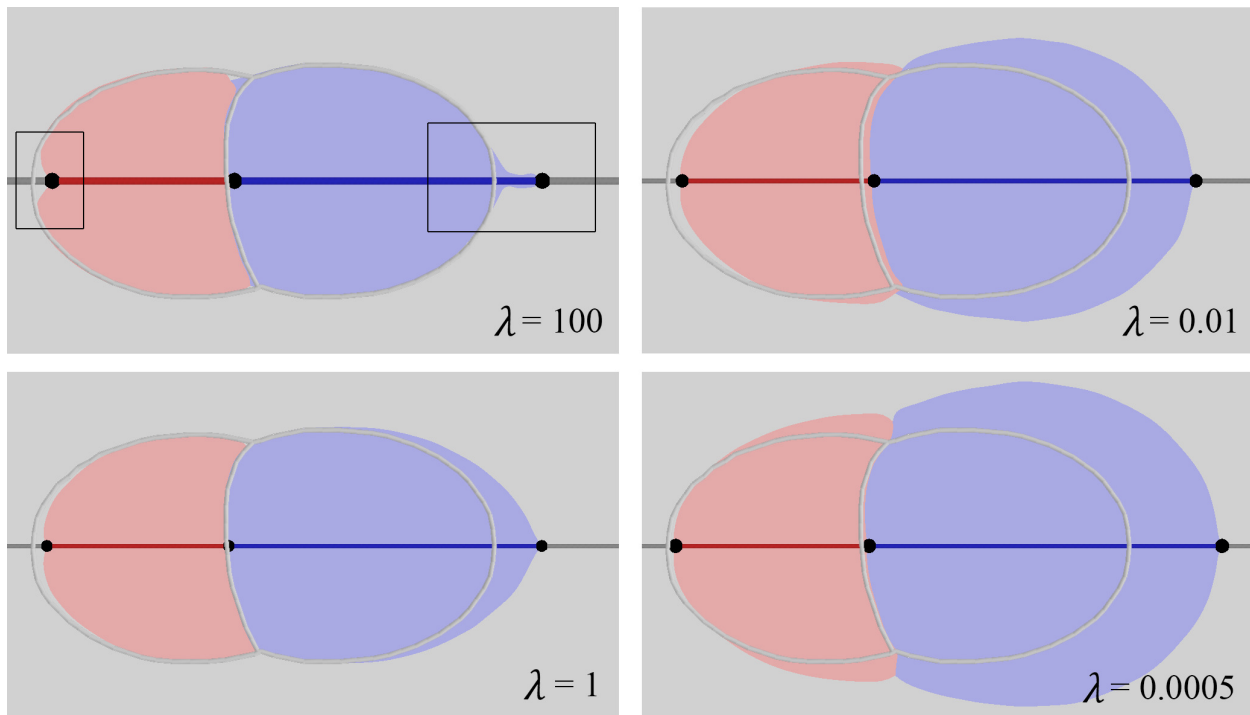 λ = 100
λ = 0.01
λ = 1
λ = 0.0005